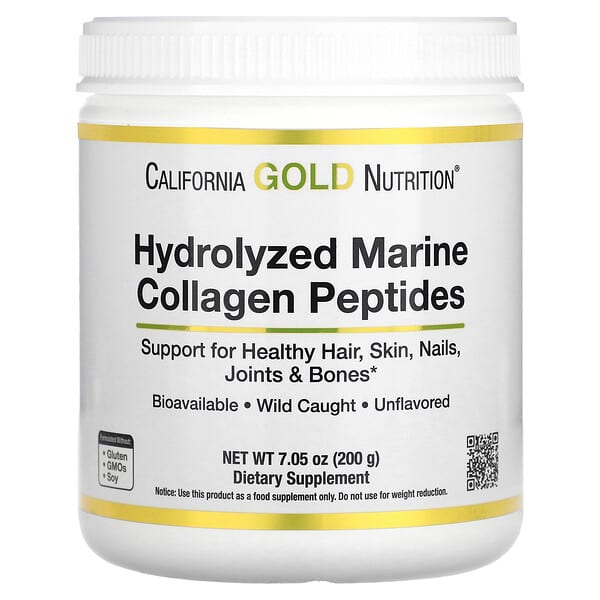 CALIFORNIA GOLD NUTRITION®
Hydrolyzed Marine
Collagen Peptides
Support for Healthy Hair, Skin, Nails,
Joints & Bones*
Bioavailable • Wild Caught • Unflavored
Formulated Without:
• Gluten
• GMOs
• Soy
NET WT 7.05 oz (200 g)
Dietary Supplement
Notice: Use this product as a food supplement only. Do not use for weight reduction.